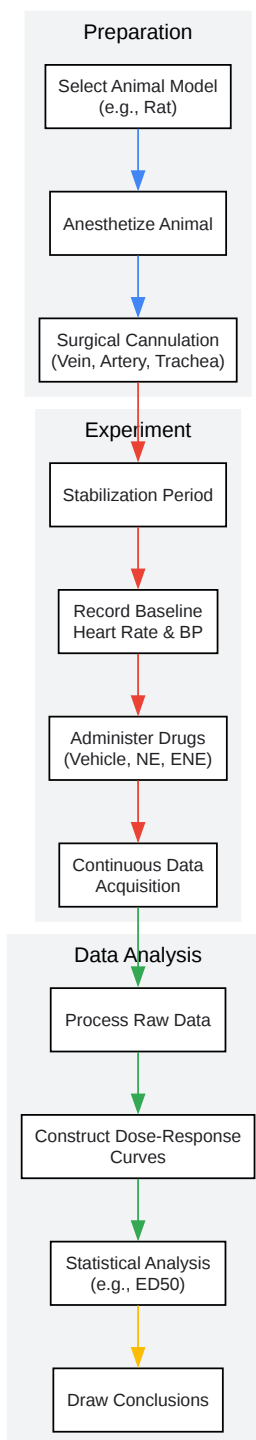 Preparation
Select Animal Model
(e.g., Rat)
Anesthetize Animal
Surgical Cannulation
(Vein, Artery, Trachea)
Experiment
Stabilization Period
Record Baseline
Heart Rate & BP
Administer Drugs
(Vehicle, NE, ENE)
Continuous Data
Acquisition
Data Analysis
Process Raw Data
Construct Dose-Response
Curves
Statistical Analysis
(e.g., ED50)
Draw Conclusions